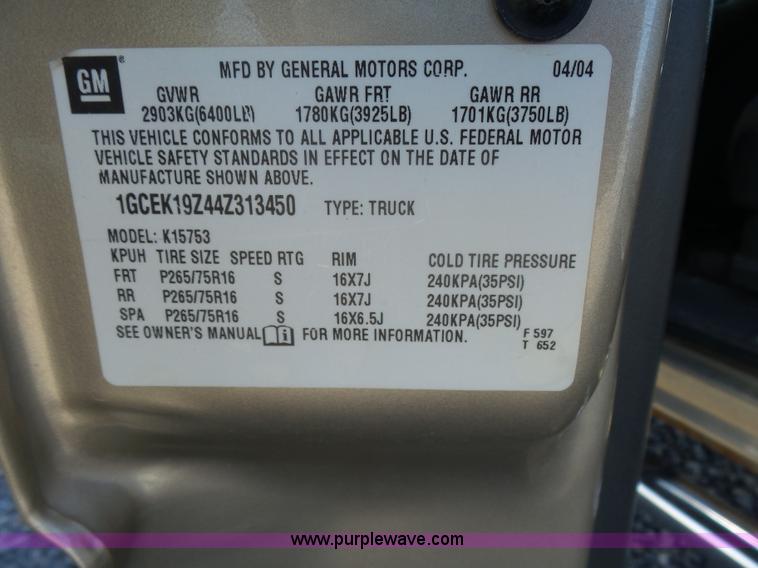 GM
MFD BY GENERAL MOTORS CORP. 04/04
GVWR GAWR FRT GAWR RR
2903KG(6400LB) 1780KG(3925LB) 1701KG(3750LB)
THIS VEHICLE CONFORMS TO ALL APPLICABLE U.S. FEDERAL MOTOR
VEHICLE SAFETY STANDARDS IN EFFECT ON THE DATE OF
MANUFACTURE SHOWN ABOVE.
1GCEK19Z44Z313450 TYPE: TRUCK
MODEL: K15753
KPUH TIRE SIZE SPEED RTG RIM COLD TIRE PRESSURE
FRT P265/75R16 S 16X7J 240KPA(35PSI)
RR P265/75R16 S 16X7J 240KPA(35PSI)
SPA P265/75R16 S 16X6.5J 240KPA(35PSI)
SEE OWNER'S MANUAL i FOR MORE INFORMATION.
F 597
T 652
www.purplewave.com